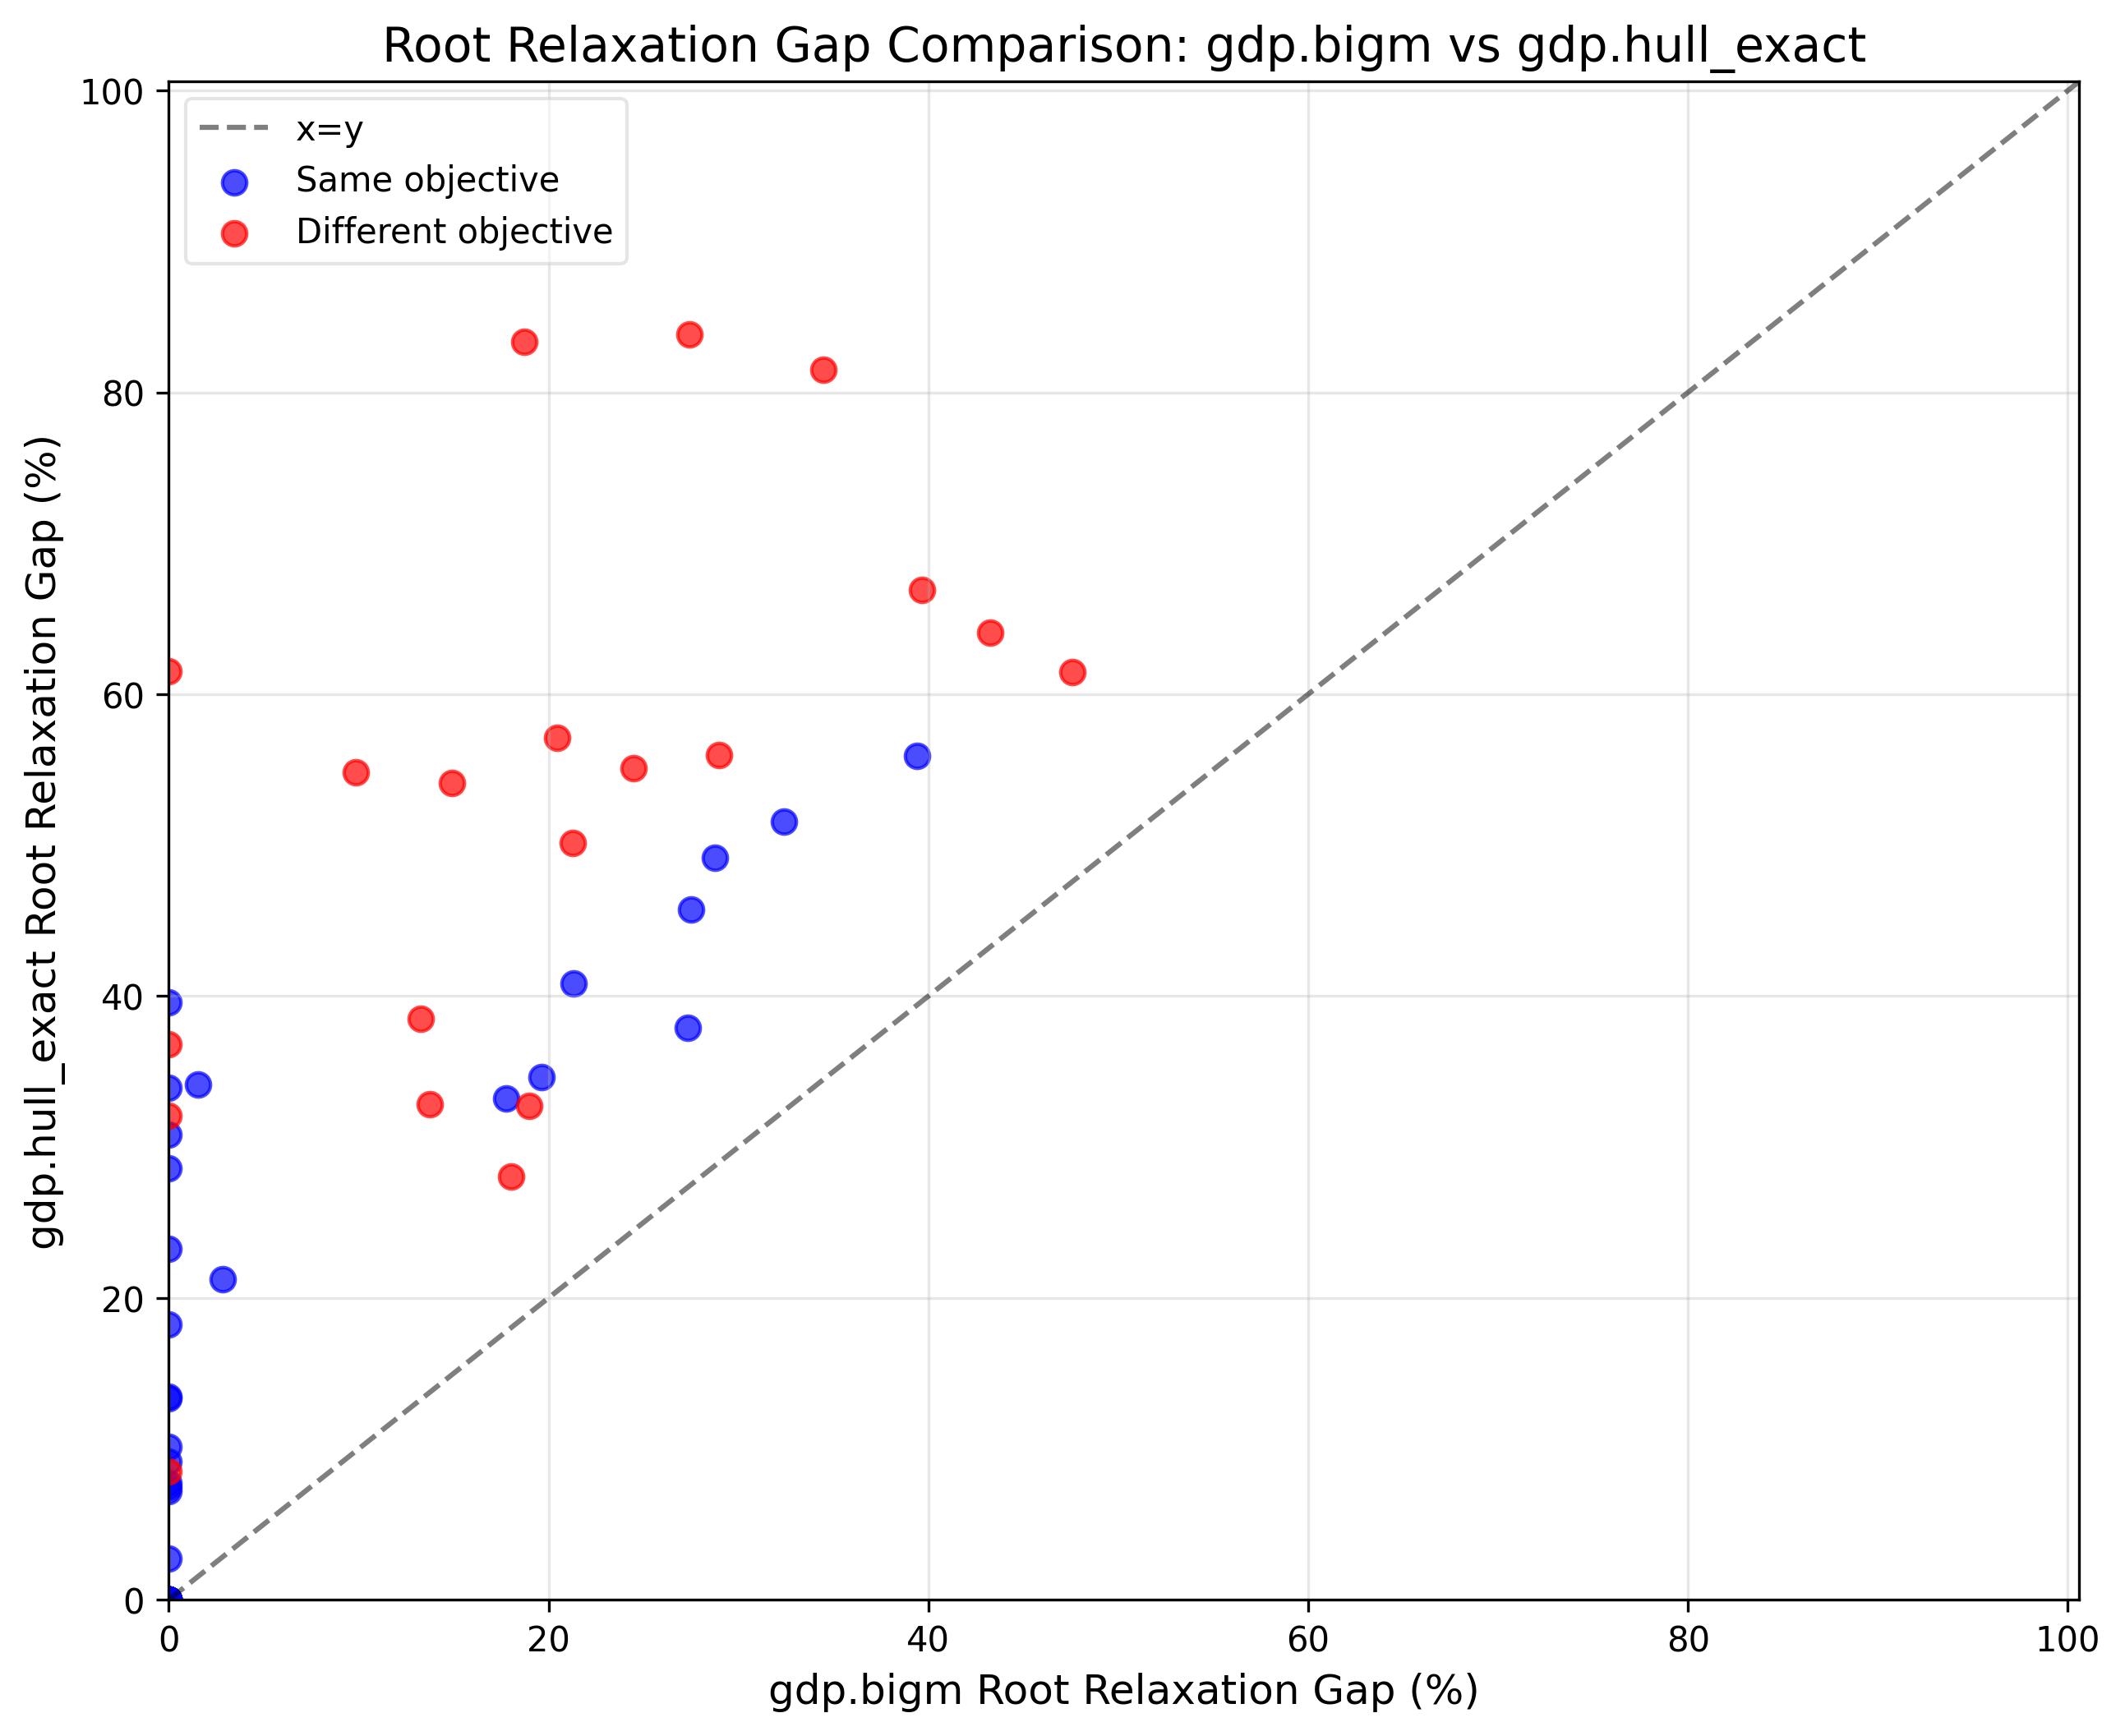 Root Relaxation Gap Comparison: gdp.bigm vs gdp.hull_exact
x=y
Same objective
Different objective
gdp.hull_exact Root Relaxation Gap (%)
100
80
60
40
20
0
0 20 40 60 80 100
gdp.bigm Root Relaxation Gap (%)